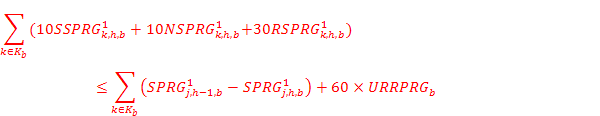 ∑_{k∈K_b} (10SSPRG^1_{k,h,b} + 10NSPRG^1_{k,h,b}+30RSPRG^1_{k,h,b})
≤ ∑_{k∈K_b} (SPRG^1_{j,h−1,b} − SPRG^1_{j,h,b}) + 60 × URRPRG_b